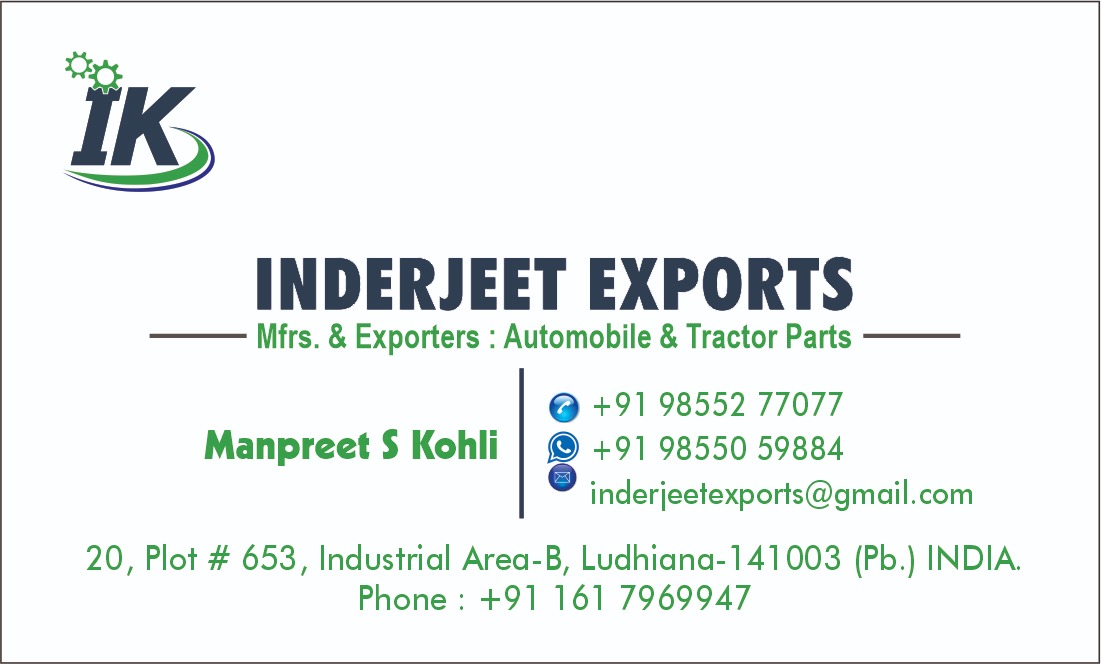 IK
INDERJEET EXPORTS
Mfrs. & Exporters : Automobile & Tractor Parts
Manpreet S Kohli
+91 98552 77077
+91 98550 59884
inderjeetexports@gmail.com
20, Plot # 653, Industrial Area-B, Ludhiana-141003 (Pb.) INDIA.
Phone : +91 161 7969947